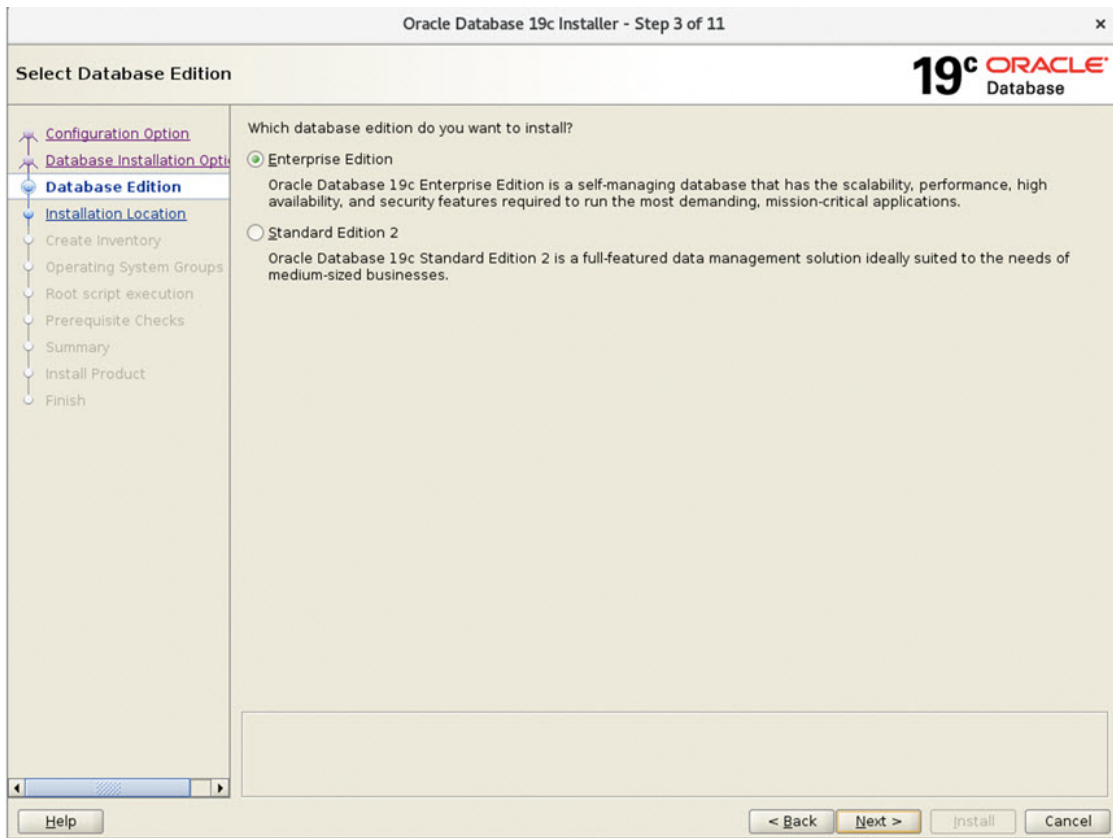 Oracle Database 19c Installer - Step 3 of 11
×
Select Database Edition
19c ORACLE
Database
Configuration Option
Database Installation Opti
Database Edition
Installation Location
Create Inventory
Operating System Groups
Root script execution
Prerequisite Checks
Summary
Install Product
Finish
Which database edition do you want to install?
Enterprise Edition
Oracle Database 19c Enterprise Edition is a self-managing database that has the scalability, performance, high
availability, and security features required to run the most demanding, mission-critical applications.
Standard Edition 2
Oracle Database 19c Standard Edition 2 is a full-featured data management solution ideally suited to the needs of
medium-sized businesses.
Help
< Back
Next >
Install
Cancel